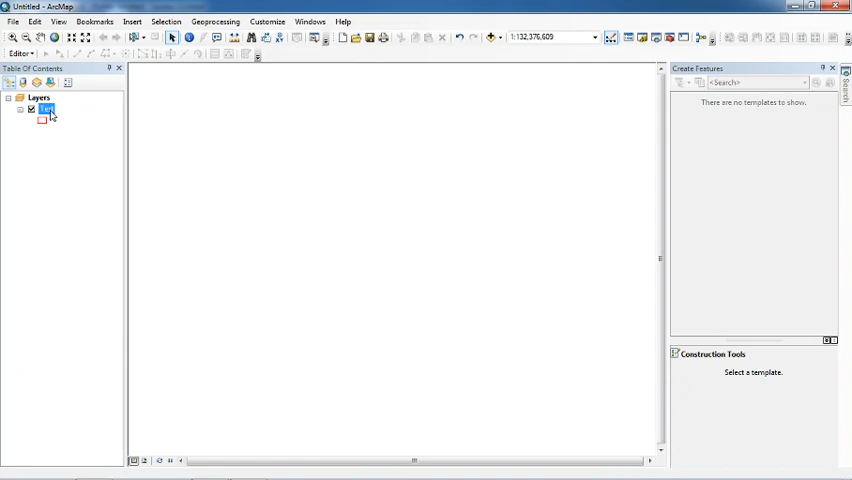 Untitled - ArcMap
File Edit View Bookmarks Insert Selection Geoprocessing Customize Windows Help
1:132,376,609
Editor
Table Of Contents
Create Features
<Search>
There are no templates to show.
Search
Layers
Construction Tools
Select a template.